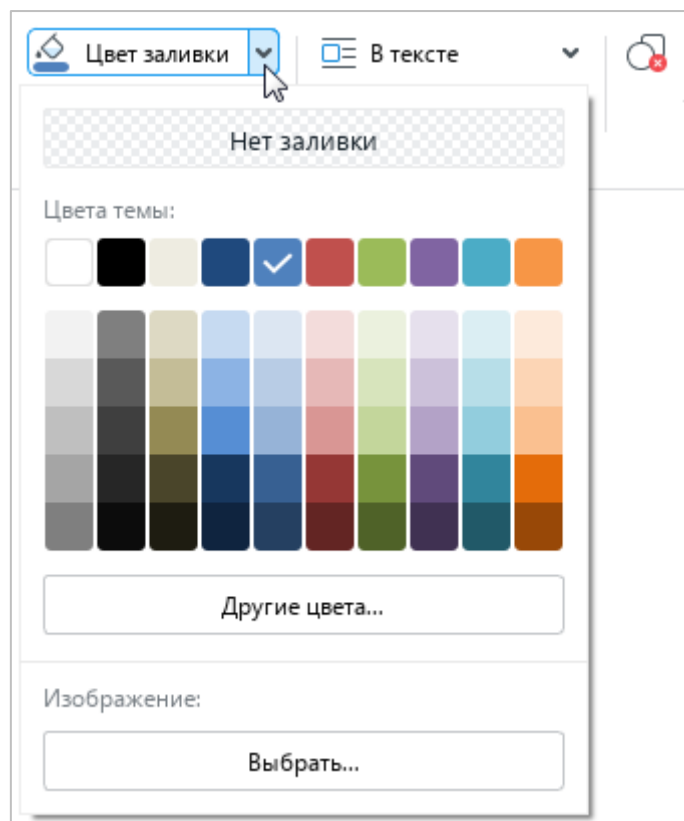 Цвет заливки
В тексте
Нет заливки
Цвета темы:
Другие цвета...
Изображение:
Выбрать...